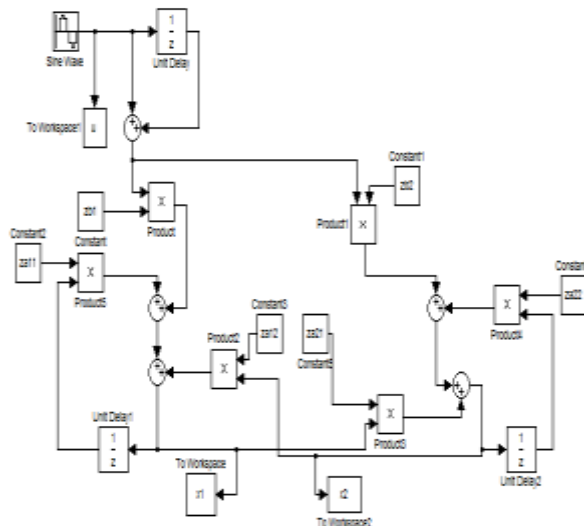 1
z
Sine Wave
Unit Delay
u
To Workspace1
Constant1
zb2
zb1
X
Product
X
Product1
Constant2
Constant
za11
X
Product5
Constant
za22
X
Product4
Constant3
za12
za21
Product2
X
Constant5
X
Product3
Unit Delay1
1
z
1
z
Unit Delay2
To Workspace
x1
x2
To Workspace2